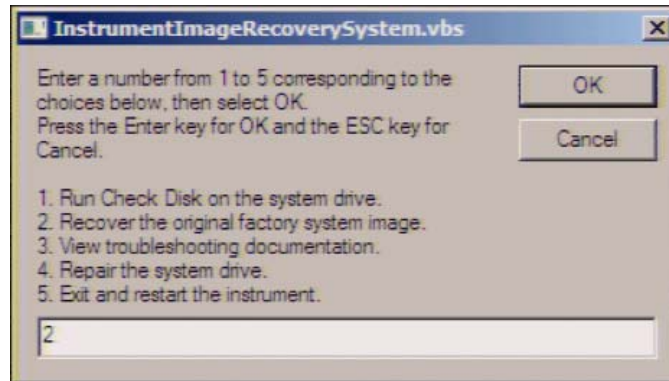 InstrumentImageRecoverySystem.vbs
Enter a number from 1 to 5 corresponding to the
choices below, then select OK.
Press the Enter key for OK and the ESC key for
Cancel.
OK
Cancel
1. Run Check Disk on the system drive.
2. Recover the original factory system image.
3. View troubleshooting documentation.
4. Repair the system drive.
5. Exit and restart the instrument.
2